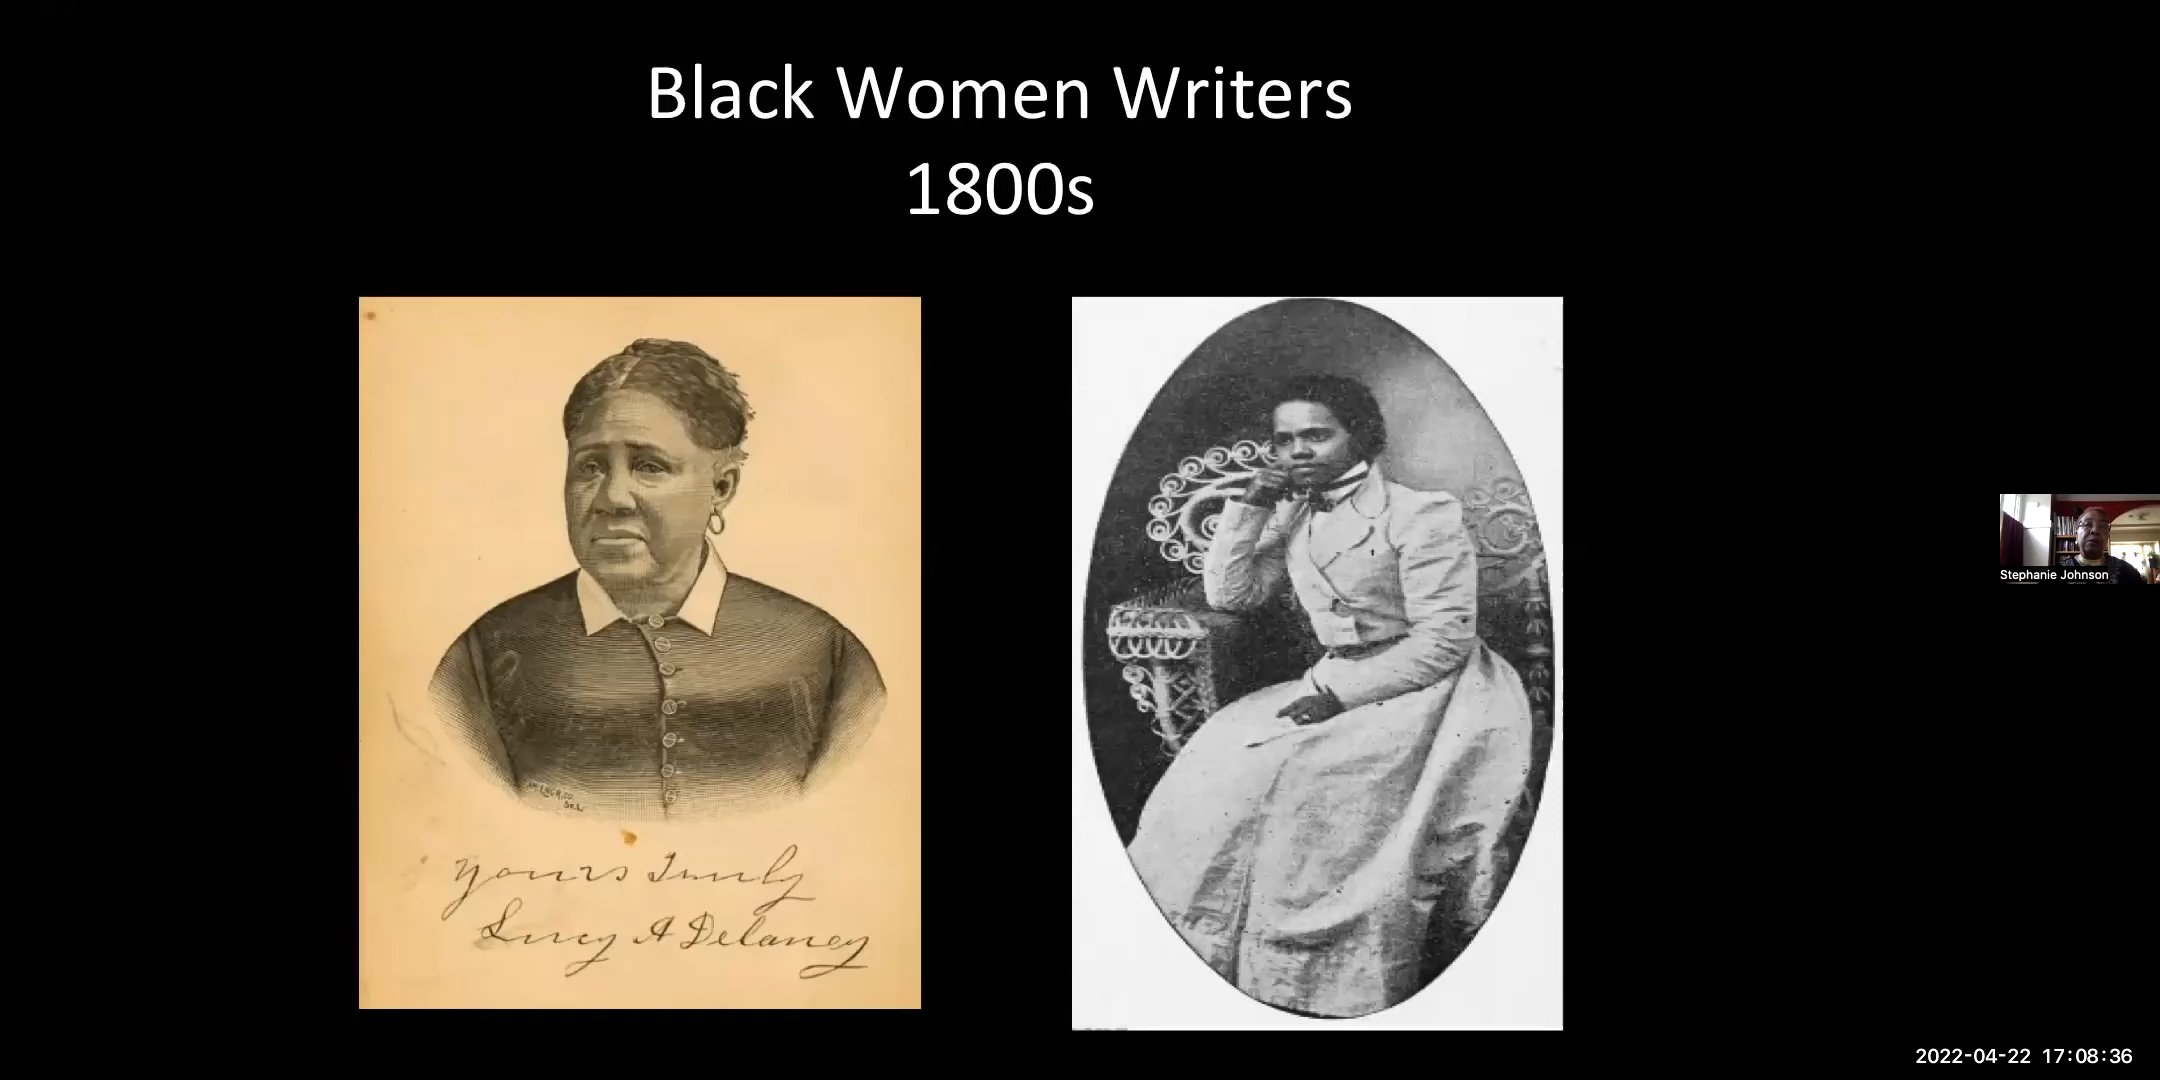 Black Women Writers
1800s
Yours Truly
Lucy A Delaney
Stephanie Johnson
2022-04-22 17:08:36